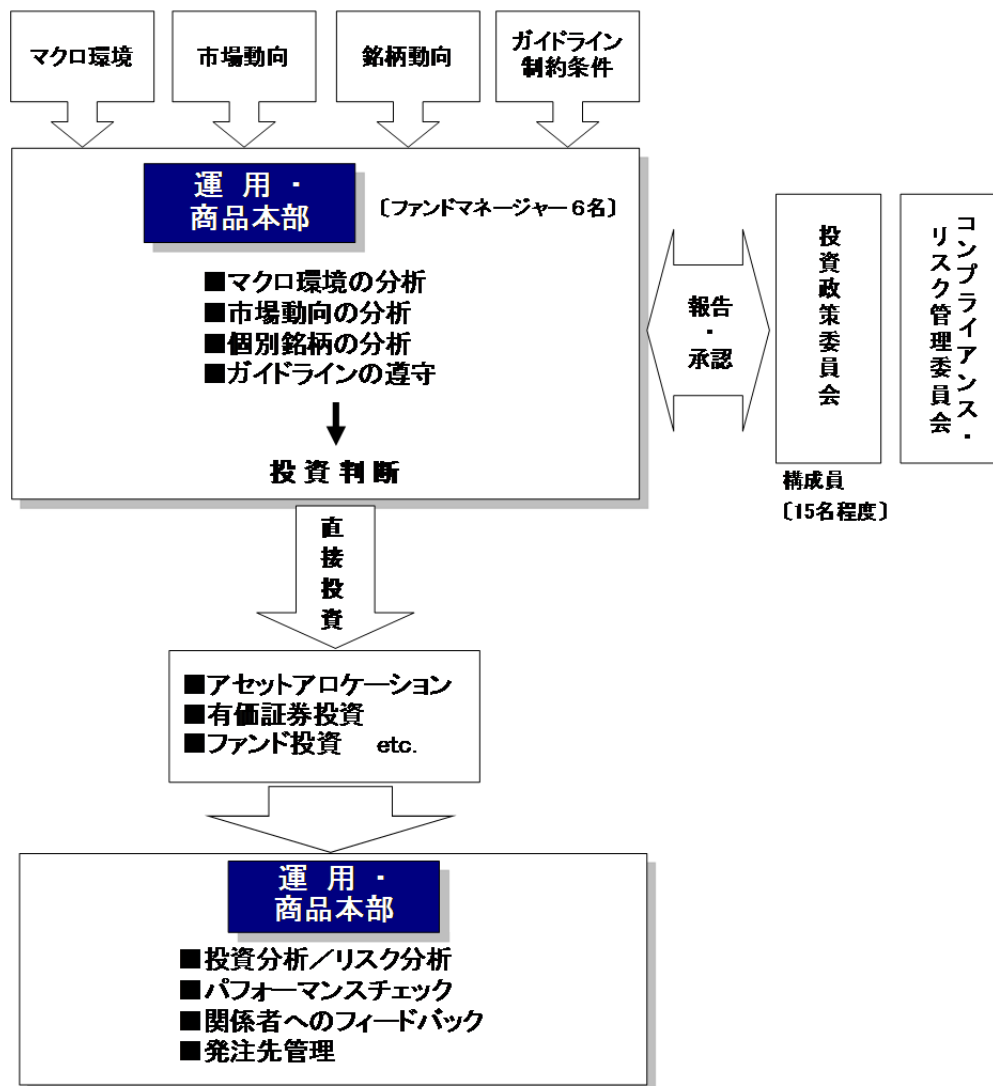 マクロ環境
市場動向
銘柄動向
ガイドライン
制約条件
運 用 ・
商品本部
〔ファンドマネージャー6名〕
■マクロ環境の分析
■市場動向の分析
■個別銘柄の分析
■ガイドラインの遵守
投資判断
報告
・
承認
投資政策委員会
コンプライアンス・
リスク管理委員会
構成員
〔15名程度〕
直接投資
■アセットアロケーション
■有価証券投資
■ファンド投資 etc.
運 用 ・
商品本部
■投資分析／リスク分析
■パフォーマンスチェック
■関係者へのフィードバック
■発注先管理